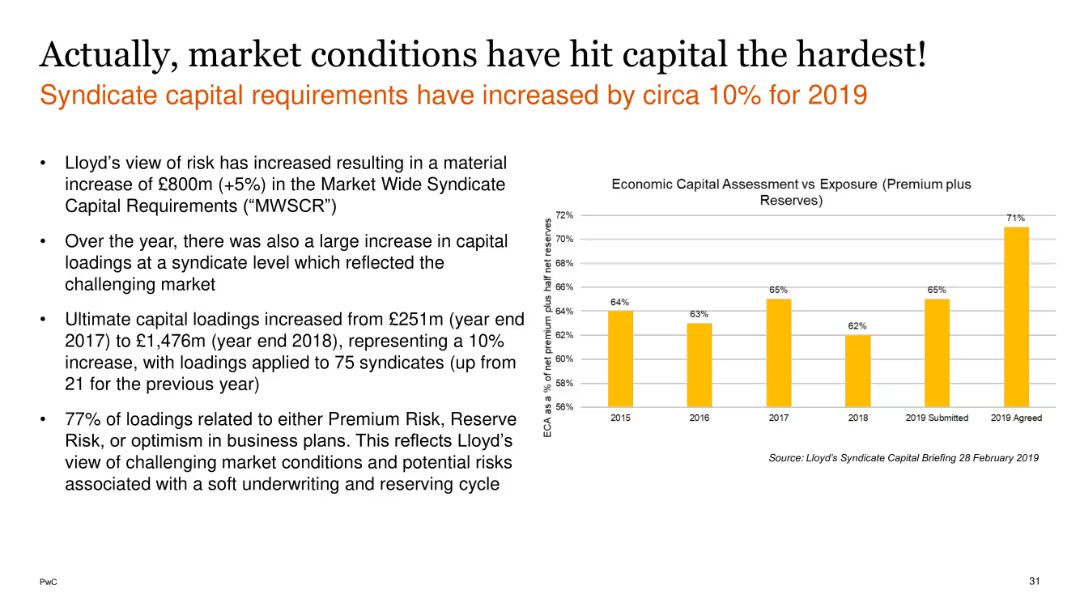 Actually, market conditions have hit capital the hardest!
Syndicate capital requirements have increased by circa 10% for 2019
• Lloyd's view of risk has increased resulting in a material
increase of £800m (+5%) in the Market Wide Syndicate
Capital Requirements (“MWSCR”)
• Over the year, there was also a large increase in capital
loadings at a syndicate level which reflected the
challenging market
• Ultimate capital loadings increased from £251m (year end
2017) to £1,476m (year end 2018), representing a 10%
increase, with loadings applied to 75 syndicates (up from
21 for the previous year)
• 77% of loadings related to either Premium Risk, Reserve
Risk, or optimism in business plans. This reflects Lloyd's
view of challenging market conditions and potential risks
associated with a soft underwriting and reserving cycle
Economic Capital Assessment vs Exposure (Premium plus
Reserves)
ECA as a % of net premium plus half net reserves
72%
70%
68%
66%
64%
62%
60%
58%
56%
64%
63%
65%
62%
65%
71%
2015
2016
2017
2018
2019 Submitted
2019 Agreed
Source: Lloyd's Syndicate Capital Briefing 28 February 2019
PwC
31